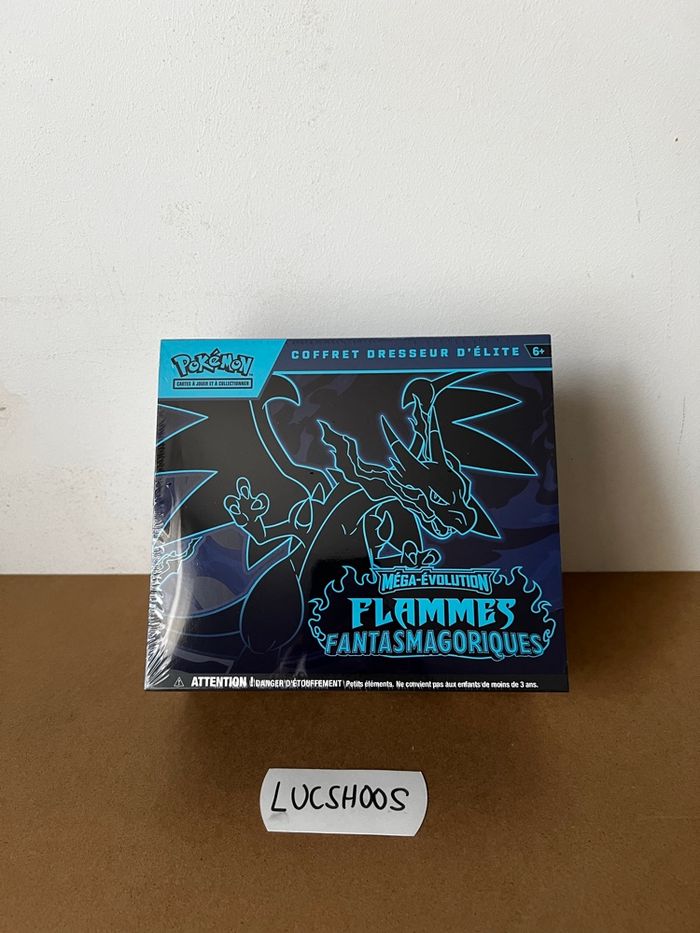 Pokémon
CARTES À JOUER ET À COLLECTIONNER
COFFRET DRESSEUR D'ÉLITE 6+
MÉGA-ÉVOLUTION
FLAMMES
FANTASMAGORIQUES
ATTENTION ! DANGER D'ÉTOUFFEMENT ! Petits éléments. Ne convient pas aux enfants de moins de 3 ans.
LUCSHOOS